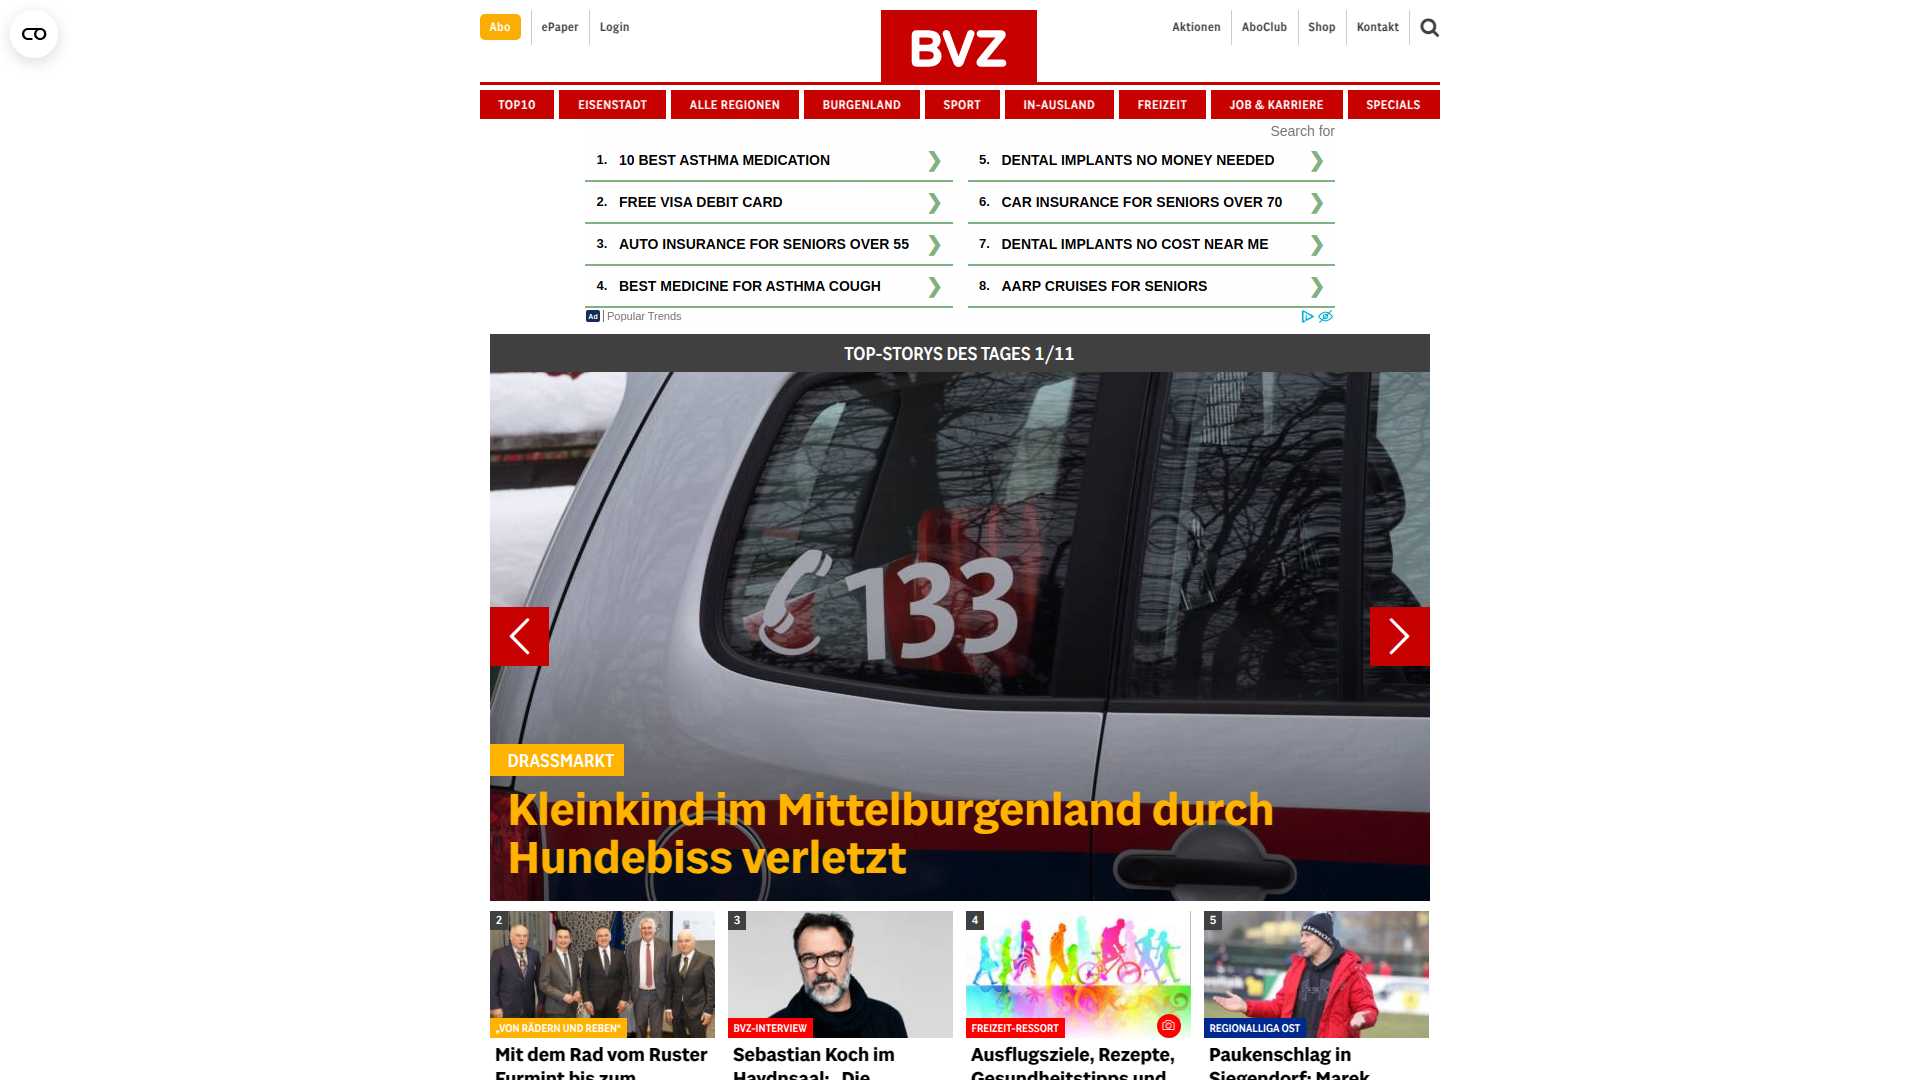 Abo
ePaper
Login
BVZ
Aktionen
AboClub
Shop
Kontakt
TOP10
EISENSTADT
ALLE REGIONEN
BURGENLAND
SPORT
IN-AUSLAND
FREIZEIT
JOB & KARRIERE
SPECIALS
Search for
1. 10 BEST ASTHMA MEDICATION
2. FREE VISA DEBIT CARD
3. AUTO INSURANCE FOR SENIORS OVER 55
4. BEST MEDICINE FOR ASTHMA COUGH
5. DENTAL IMPLANTS NO MONEY NEEDED
6. CAR INSURANCE FOR SENIORS OVER 70
7. DENTAL IMPLANTS NO COST NEAR ME
8. AARP CRUISES FOR SENIORS
Ad | Popular Trends
TOP-STORYS DES TAGES 1/11
133
DRASSMARKT
Kleinkind im Mittelburgenland durch
Hundebiss verletzt
2
„VON RÄDERN UND REBEN“
Mit dem Rad vom Ruster
Furmint bis zum
3
BVZ-INTERVIEW
Sebastian Koch im
Haydnsaal: „Die
4
FREIZEIT-RESSORT
Ausflugsziele, Rezepte,
Gesundheitstipps und
5
REGIONALLIGA OST
Paukenschlag in
Siegendorf: Marek